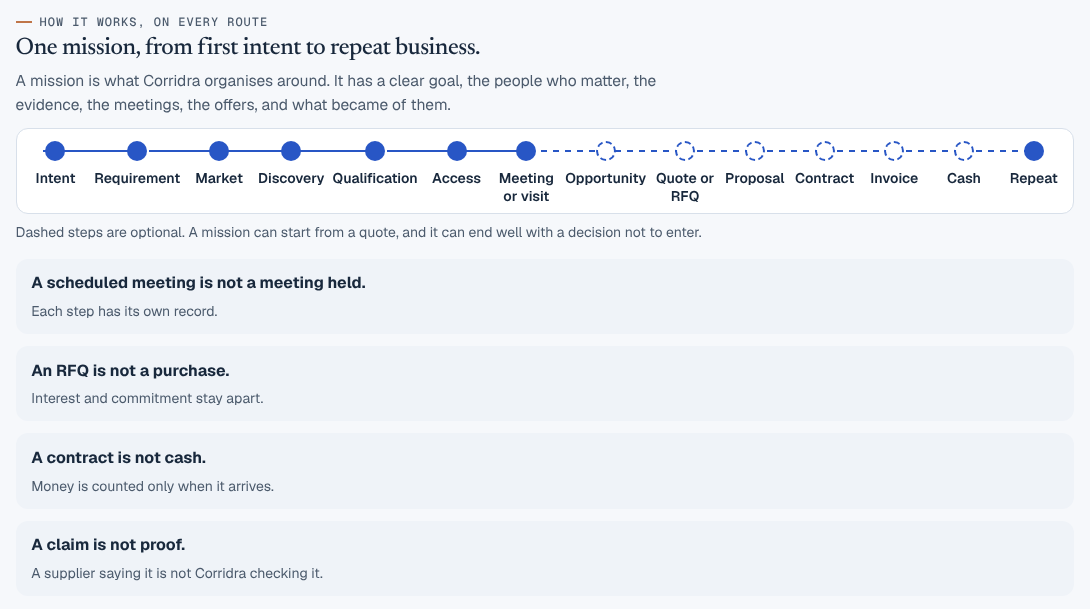 HOW IT WORKS, ON EVERY ROUTE
One mission, from first intent to repeat business.
A mission is what Corridra organises around. It has a clear goal, the people who matter, the
evidence, the meetings, the offers, and what became of them.
Intent Requirement Market Discovery Qualification Access Meeting or visit Opportunity Quote or RFQ Proposal Contract Invoice Cash Repeat
Dashed steps are optional. A mission can start from a quote, and it can end well with a decision not to enter.
A scheduled meeting is not a meeting held.
Each step has its own record.
An RFQ is not a purchase.
Interest and commitment stay apart.
A contract is not cash.
Money is counted only when it arrives.
A claim is not proof.
A supplier saying it is not Corridra checking it.